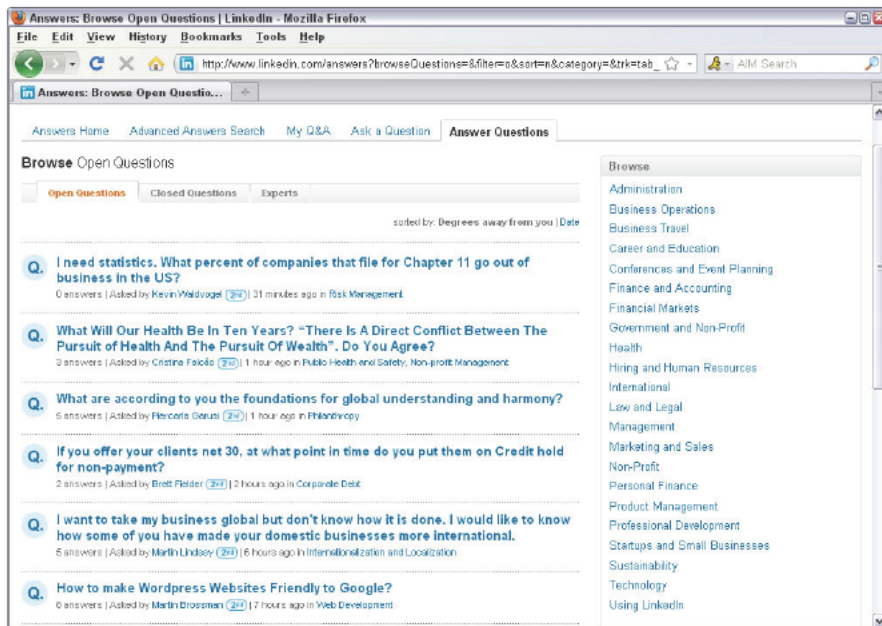 Answers: Browse Open Questions | LinkedIn - Mozilla Firefox
File Edit View History Bookmarks Tools Help
http://www.linkedin.com/answers?browseQuestions=&filter=o&sort=n&category=&trk=tab_
AIM Search
in Answers: Browse Open Questio...
Answers Home Advanced Answers Search My Q&A Ask a Question Answer Questions
Browse Open Questions
Open Questions Closed Questions Experts
sorted by: Degrees away from you | Date
Q. I need statistics. What percent of companies that file for Chapter 11 go out of
business in the US?
0 answers | Asked by Kevin Waldvogel 2nd | 31 minutes ago in Risk Management
Q. What Will Our Health Be In Ten Years? “There Is A Direct Conflict Between The
Pursuit of Health And The Pursuit Of Wealth”. Do You Agree?
3 answers | Asked by Cristina Falcão 2nd | 1 hour ago in Public Health and Safety, Non-profit Management
Q. What are according to you the foundations for global understanding and harmony?
5 answers | Asked by 2nd | 1 hour ago in Philanthropy
Q. If you offer your clients net 30, at what point in time do you put them on Credit hold
for non-payment?
2 answers | Asked by Brett Fielder 2nd | 2 hours ago in Corporate Debt
Q. I want to take my business global but don't know how it is done. I would like to know
how some of you have made your domestic businesses more international.
5 answers | Asked by Martin Lindsey 2nd | 6 hours ago in Internationalization and Localization
Q. How to make Wordpress Websites Friendly to Google?
6 answers | Asked by Martin Brossman 2nd | 7 hours ago in Web Development
Browse
Administration
Business Operations
Business Travel
Career and Education
Conferences and Event Planning
Finance and Accounting
Financial Markets
Government and Non-Profit
Health
Hiring and Human Resources
International
Law and Legal
Management
Marketing and Sales
Non-Profit
Personal Finance
Product Management
Professional Development
Startups and Small Businesses
Sustainability
Technology
Using LinkedIn